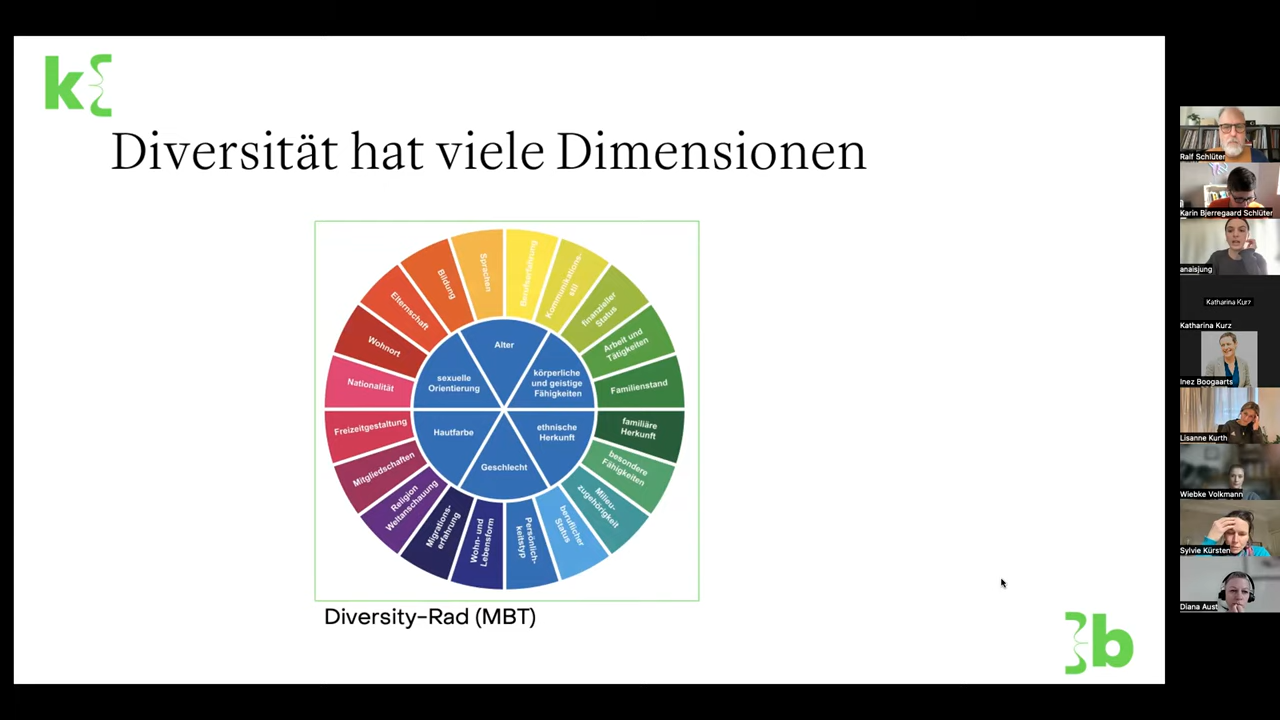 k
Diversität hat viele Dimensionen
Sprachen
Berufserfahrung
Kommunikations-
stil
finanzieller
Status
Arbeit und
Tätigkeiten
Familienstand
familiäre
Herkunft
besondere
Fähigkeiten
Milieu-
zugehörigkeit
beruflicher
Status
Persönlich-
keitstyp
Wohn- und
Lebensform
Migrations-
erfahrung
Religion
Weltanschauung
Mitgliedschaften
Freizeitgestaltung
Nationalität
Wohnort
Elternschaft
Bildung
Alter
körperliche
und geistige
Fähigkeiten
ethnische
Herkunft
Geschlecht
Hautfarbe
sexuelle
Orientierung
Diversity-Rad (MBT)
b
Ralf Schlüter
Karin Bjerregaard Schlüter
anaisjung
Katharina Kurz
Katharina Kurz
Inez Boogaarts
Lisanne Kurth
Wiebke Volkmann
Sylvie Kürsten
Diana Aust